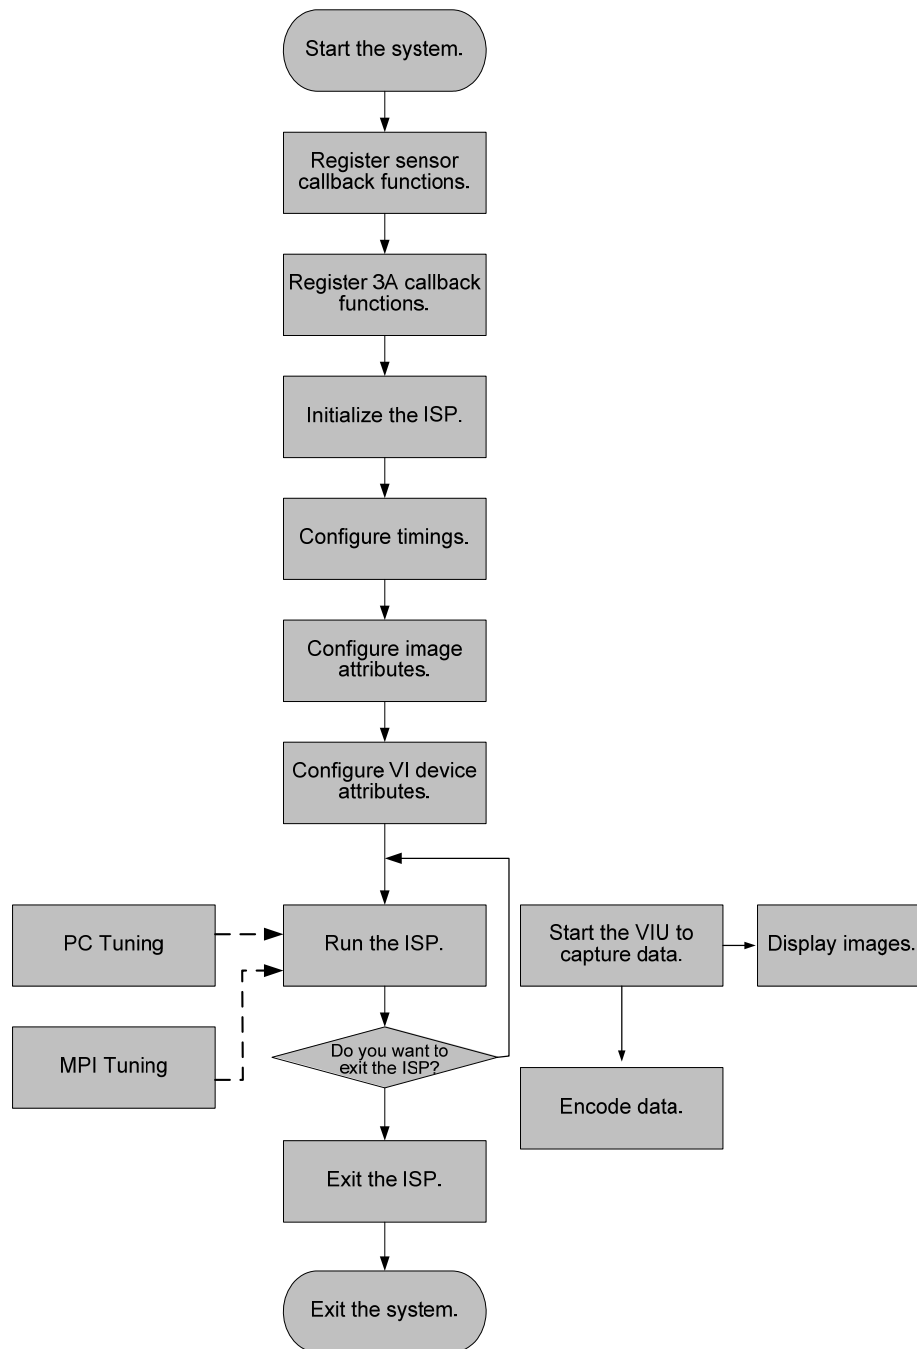 Start the system.
Register sensor
callback functions.
Register 3A callback
functions.
Initialize the ISP.
Configure timings.
Configure image
attributes.
Configure VI device
attributes.
PC Tuning
Run the ISP.
Start the VIU to
capture data.
Display images.
MPI Tuning
Do you want to
exit the ISP?
Encode data.
Exit the ISP.
Exit the system.